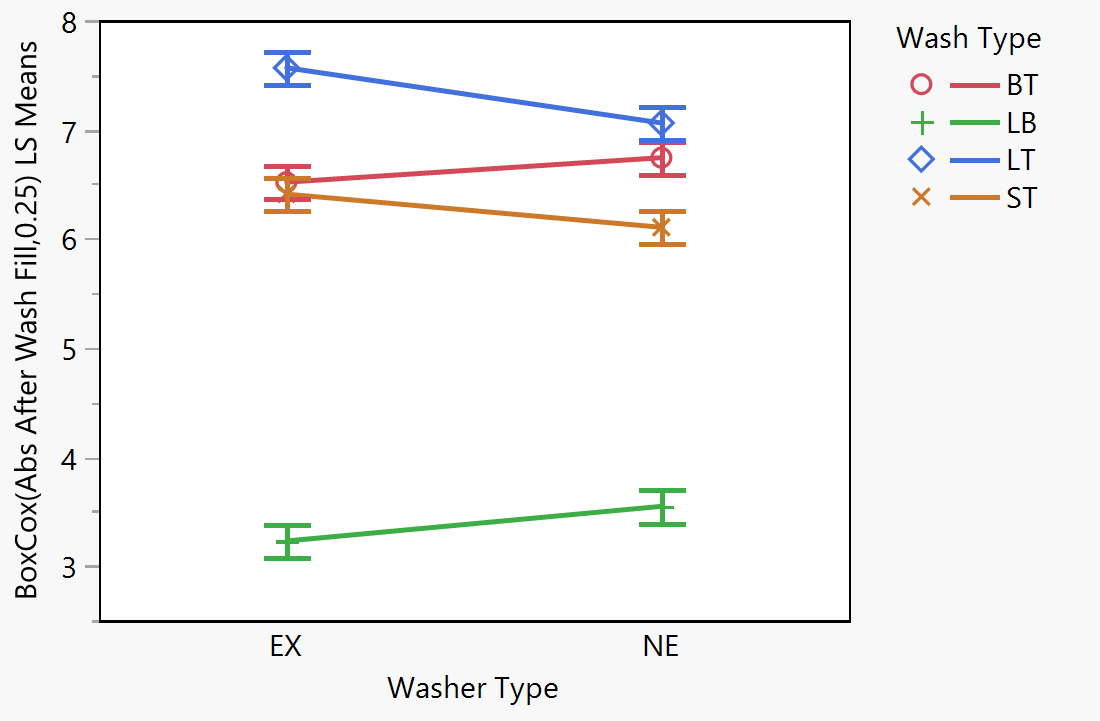 BoxCox(Abs After Wash Fill,0.25) LS Means
8
7
6
5
4
3
EX
NE
Washer Type
Wash Type
BT
LB
LT
ST